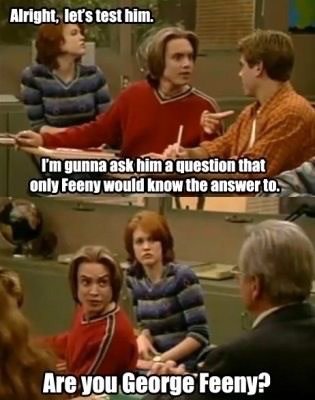 Alright, let's test him.
I'm gunna ask him a question that
only Feeny would know the answer to.
Are you George Feeny?